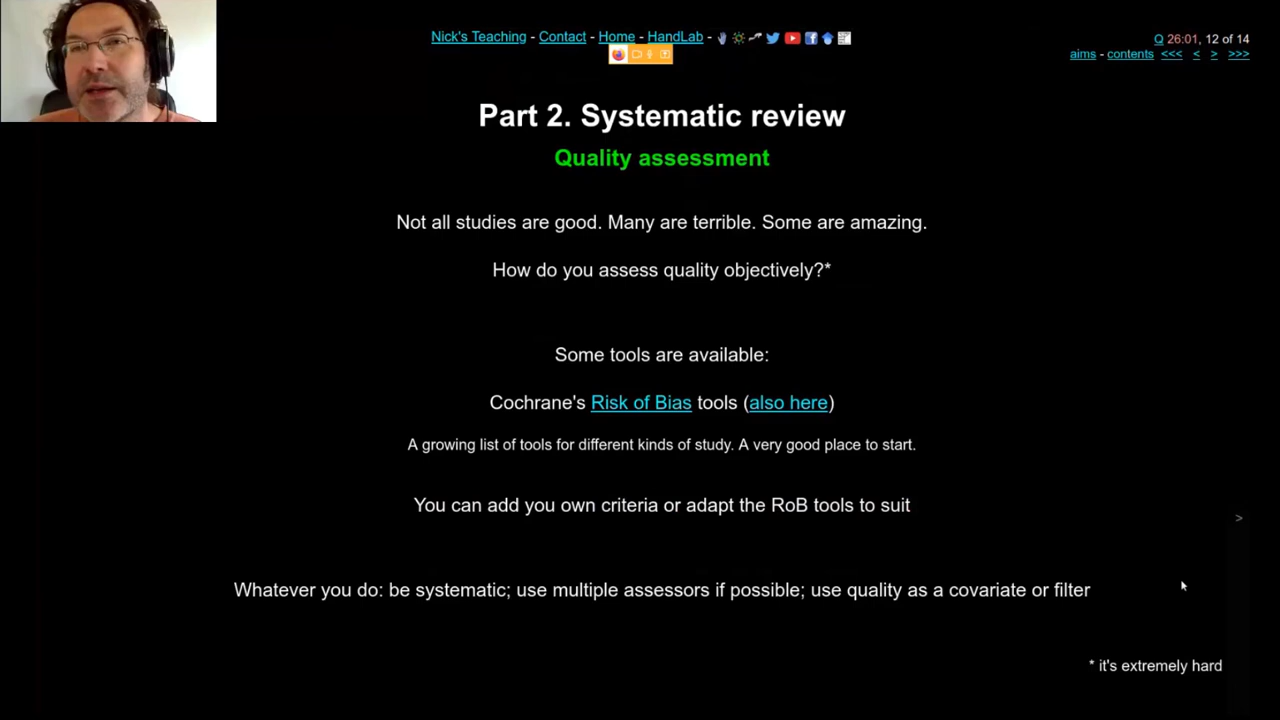 Nick's Teaching - Contact - Home - HandLab -
Q 26:01, 12 of 14
aims - contents <<< < > >>>
Part 2. Systematic review
Quality assessment
Not all studies are good. Many are terrible. Some are amazing.
How do you assess quality objectively?*
Some tools are available:
Cochrane's Risk of Bias tools (also here)
A growing list of tools for different kinds of study. A very good place to start.
You can add you own criteria or adapt the RoB tools to suit
>
Whatever you do: be systematic; use multiple assessors if possible; use quality as a covariate or filter
* it's extremely hard